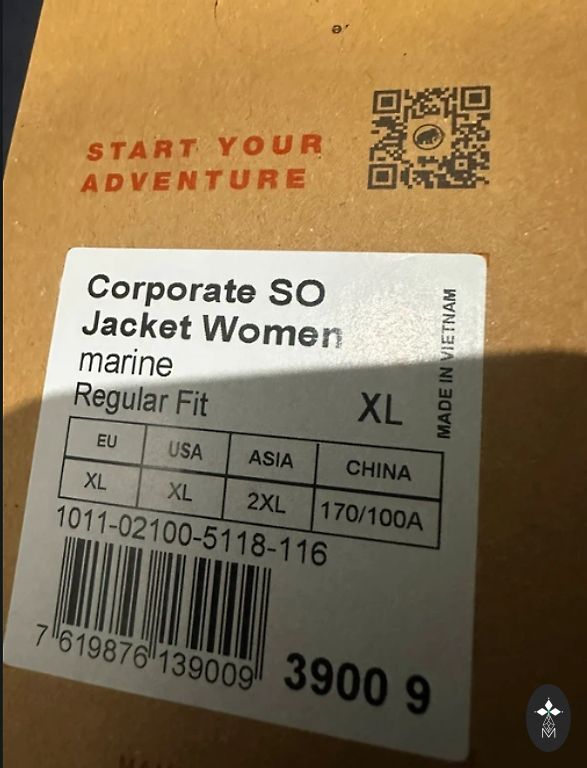 START YOUR
ADVENTURE
Corporate SO
Jacket Women
marine
Regular Fit
XL
MADE IN VIETNAM
EU USA ASIA CHINA
XL XL 2XL 170/100A
1011-02100-5118-116
7 619876 139009
3900 9
M